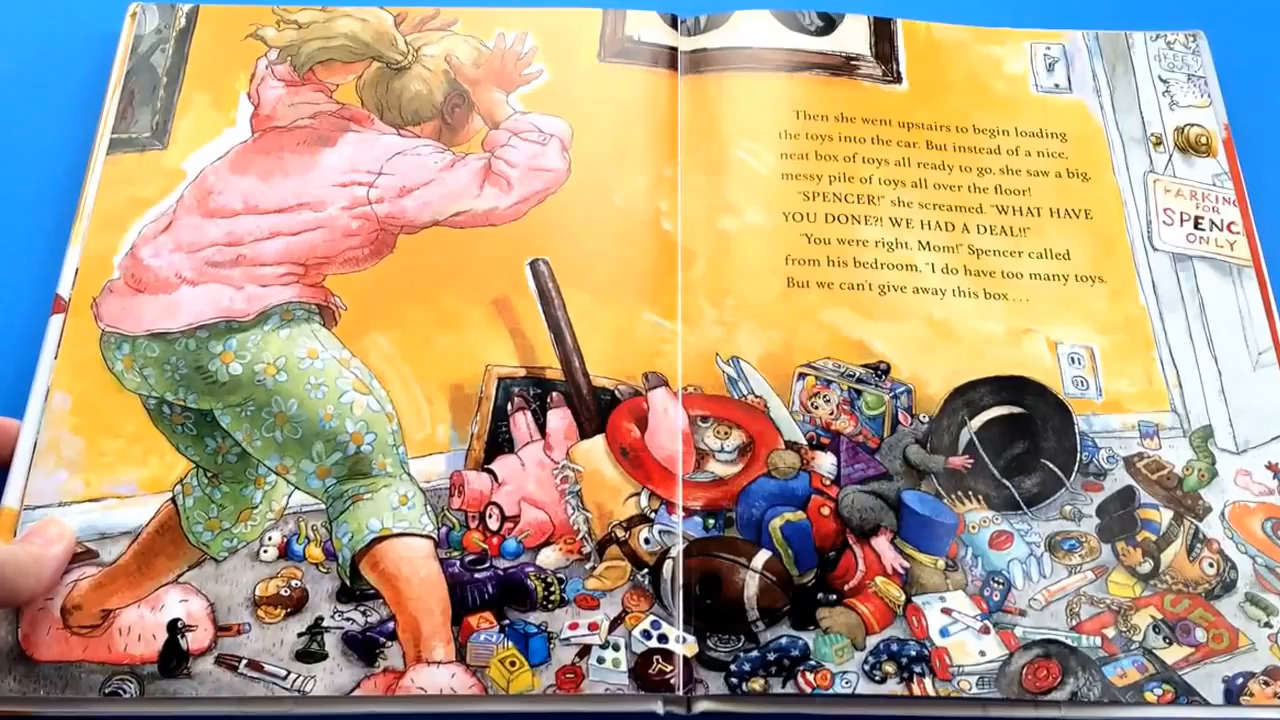 Then she went upstairs to begin loading
the toys into the car. But instead of a nice,
neat box of toys all ready to go, she saw a big,
messy pile of toys all over the floor!
"SPENCER!" she screamed. "WHAT HAVE
YOU DONE?! WE HAD A DEAL!!"
"You were right, Mom!" Spencer called
from his bedroom. "I do have too many toys.
But we can't give away this box . . .
KEEP
OUT
PARKING
FOR
SPENC
ONLY
A
N
UFO